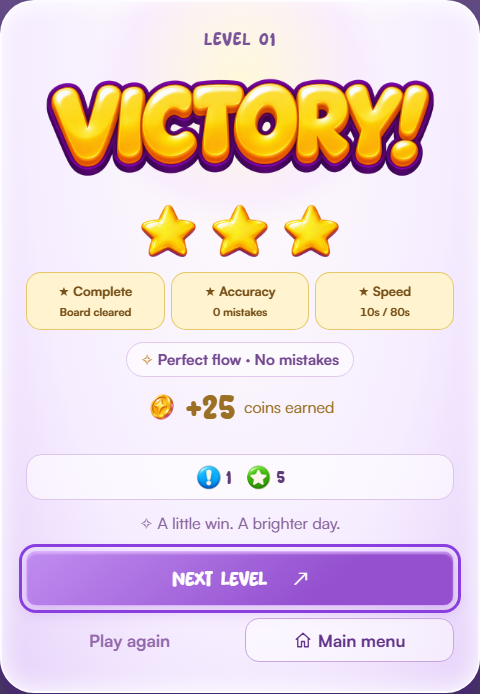 LEVEL 01
VICTORY!
★ Complete
Board cleared
★ Accuracy
0 mistakes
★ Speed
10s / 80s
✧ Perfect flow · No mistakes
+25 coins earned
1 5
✧ A little win. A brighter day.
NEXT LEVEL ↗
Play again
Main menu